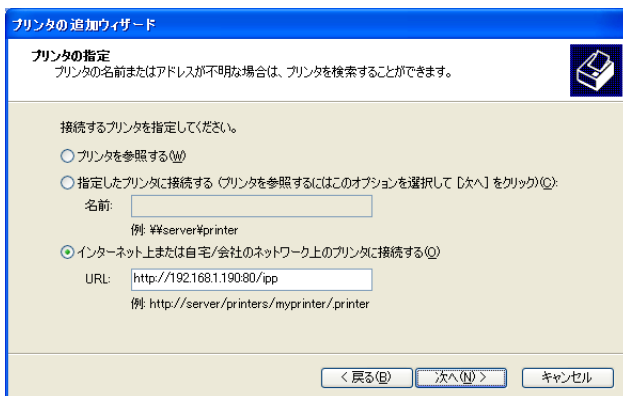 プリンタの追加ウィザード
プリンタの指定
プリンタの名前またはアドレスが不明な場合は、プリンタを検索することができます。
接続するプリンタを指定してください。
プリンタを参照する(W)
指定したプリンタに接続する (プリンタを参照するにはこのオプションを選択して [次へ] をクリック)(C):
名前:
例: ¥¥server¥printer
インターネット上または自宅/会社のネットワーク上のプリンタに接続する(O)
URL: http://192.168.1.190:80/ipp
例: http://server/printers/myprinter/.printer
< 戻る(B) 次へ(N) > キャンセル